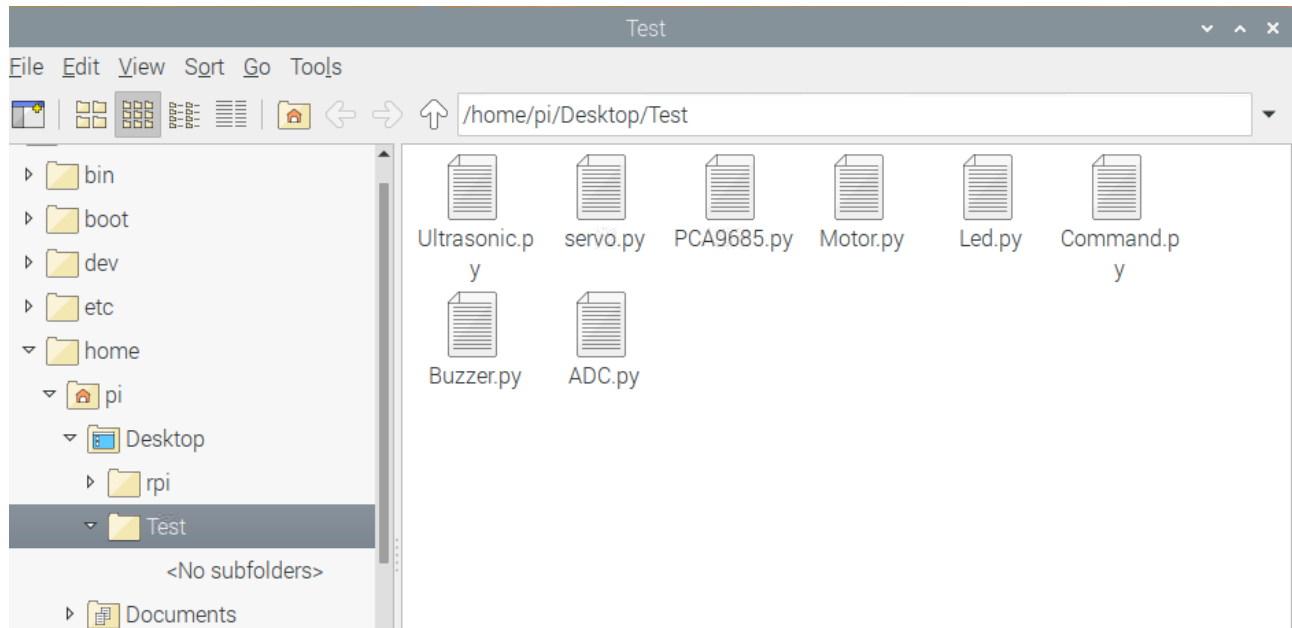 Test
File Edit View Sort Go Tools
/home/pi/Desktop/Test
bin
boot
dev
etc
home
pi
Desktop
rpi
Test
<No subfolders>
Documents
Ultrasonic.p
y
servo.py
PCA9685.py
Motor.py
Led.py
Command.p
y
Buzzer.py
ADC.py